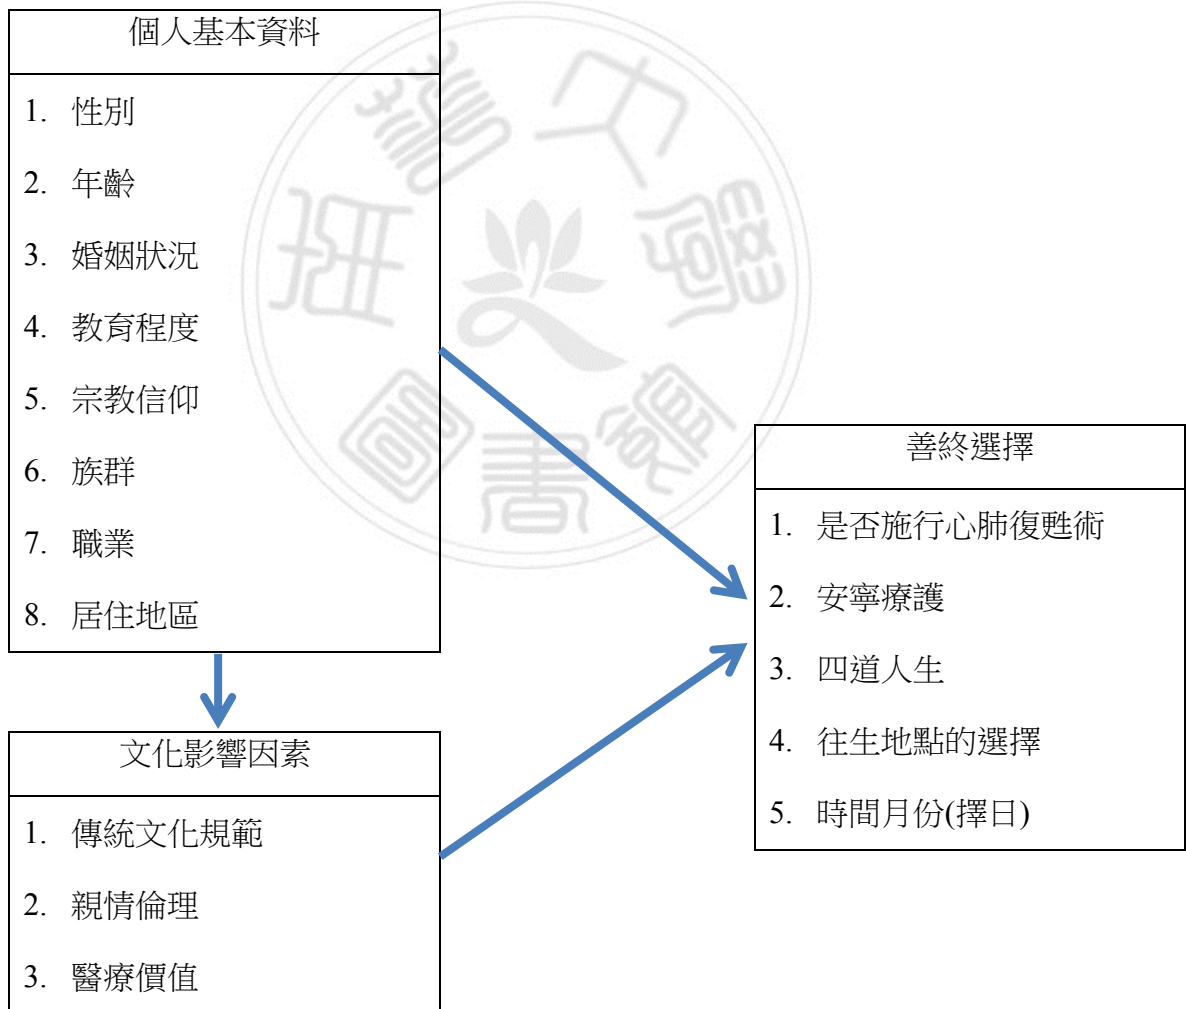 個人基本資料
1. 性別
2. 年齡
3. 婚姻狀況
4. 教育程度
5. 宗教信仰
6. 族群
7. 職業
8. 居住地區
文化影響因素
1. 傳統文化規範
2. 親情倫理
3. 醫療價值
善終選擇
1. 是否施行心肺復甦術
2. 安寧療護
3. 四道人生
4. 往生地點的選擇
5. 時間月份(擇日)